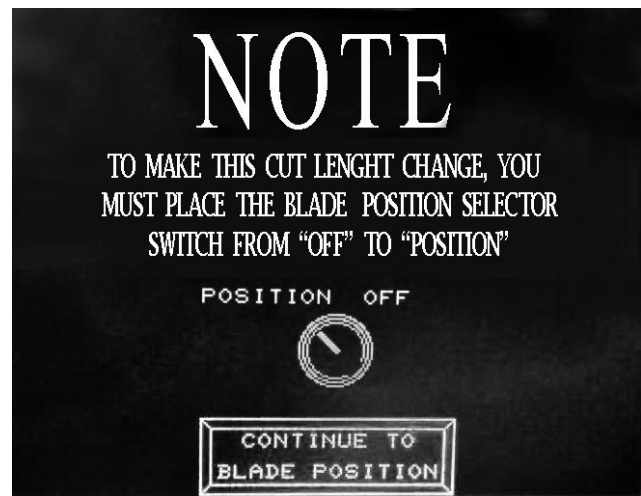 NOTE
TO MAKE THIS CUT LENGHT CHANGE, YOU
MUST PLACE THE BLADE POSITION SELECTOR
SWITCH FROM “OFF” TO “POSITION”
POSITION OFF
CONTINUE TO
BLADE POSITION